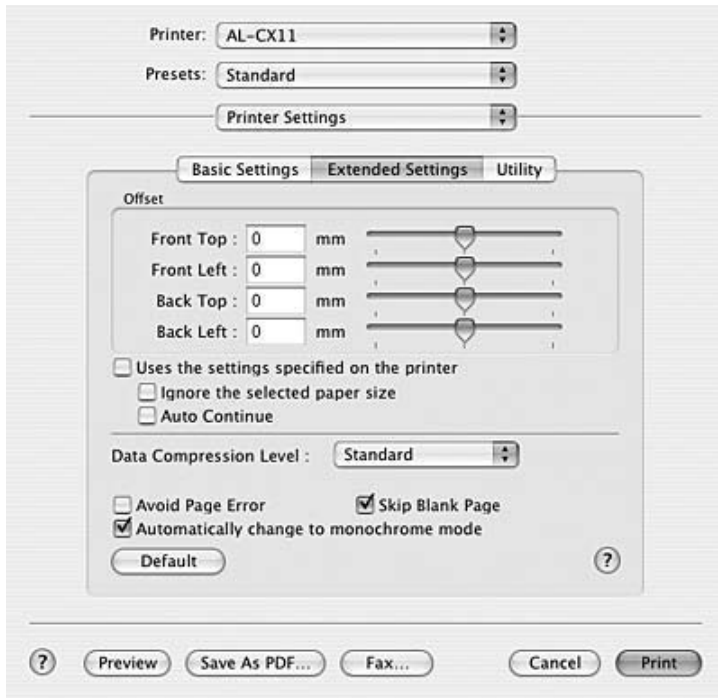 Printer: AL-CX11
Presets: Standard
Printer Settings
Basic Settings Extended Settings Utility
Offset
Front Top : 0 mm
Front Left : 0 mm
Back Top : 0 mm
Back Left : 0 mm
Uses the settings specified on the printer
Ignore the selected paper size
Auto Continue
Data Compression Level : Standard
Avoid Page Error Skip Blank Page
Automatically change to monochrome mode
Default ?
? Preview Save As PDF... Fax... Cancel Print